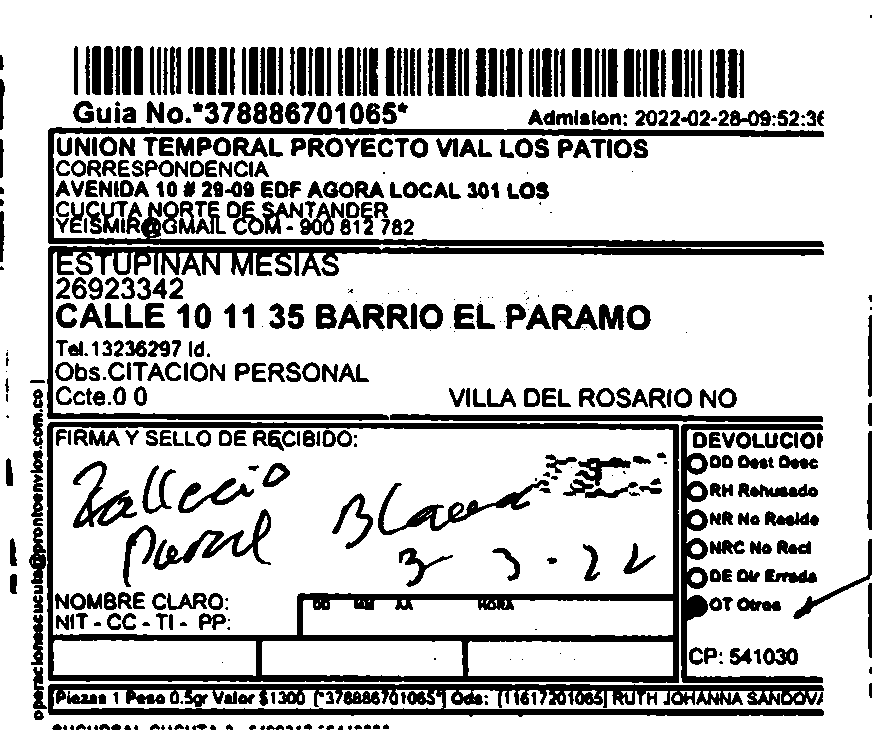 Guia No.*378886701065*
Admision: 2022-02-28-09:52:36
UNION TEMPORAL PROYECTO VIAL LOS PATIOS
CORRESPONDENCIA
AVENIDA 10 # 29-09 EDF AGORA LOCAL 301 LOS
CUCUTA NORTE DE SANTANDER
YEISMIR@GMAIL COM - 900 812 782
ESTUPINAN MESIAS
26923342
CALLE 10 11 35 BARRIO EL PARAMO
Tel.13236297 Id.
Obs.CITACION PERSONAL
Ccte.0 0
VILLA DEL ROSARIO NO
operacionescucuta@prontoenvios.com.co |
FIRMA Y SELLO DE RECIBIDO:
Fallecio
3-3-22
NOMBRE CLARO:
NIT - CC - TI - PP:
DD MM AA HORA
DEVOLUCION
DD Dest Desc
RH Rehusado
NR No Reside
NRC No Recl
DE Dir Errada
OT Otros
CP: 541030
Piezas 1 Peso 0.5gr Valor $1300 [*378886701065*] Ods: [11617201065] RUTH JOHANNA SANDOVA